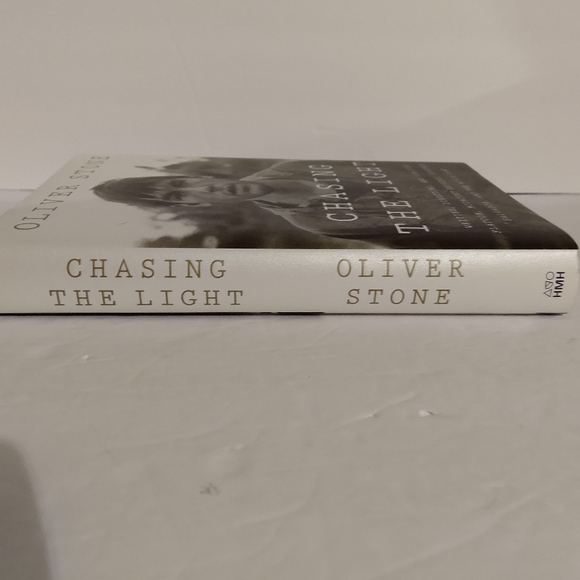 OLIVER STONE
CHASING
THE LIGHT
CHASING
THE LIGHT
OLIVER
STONE
HMH